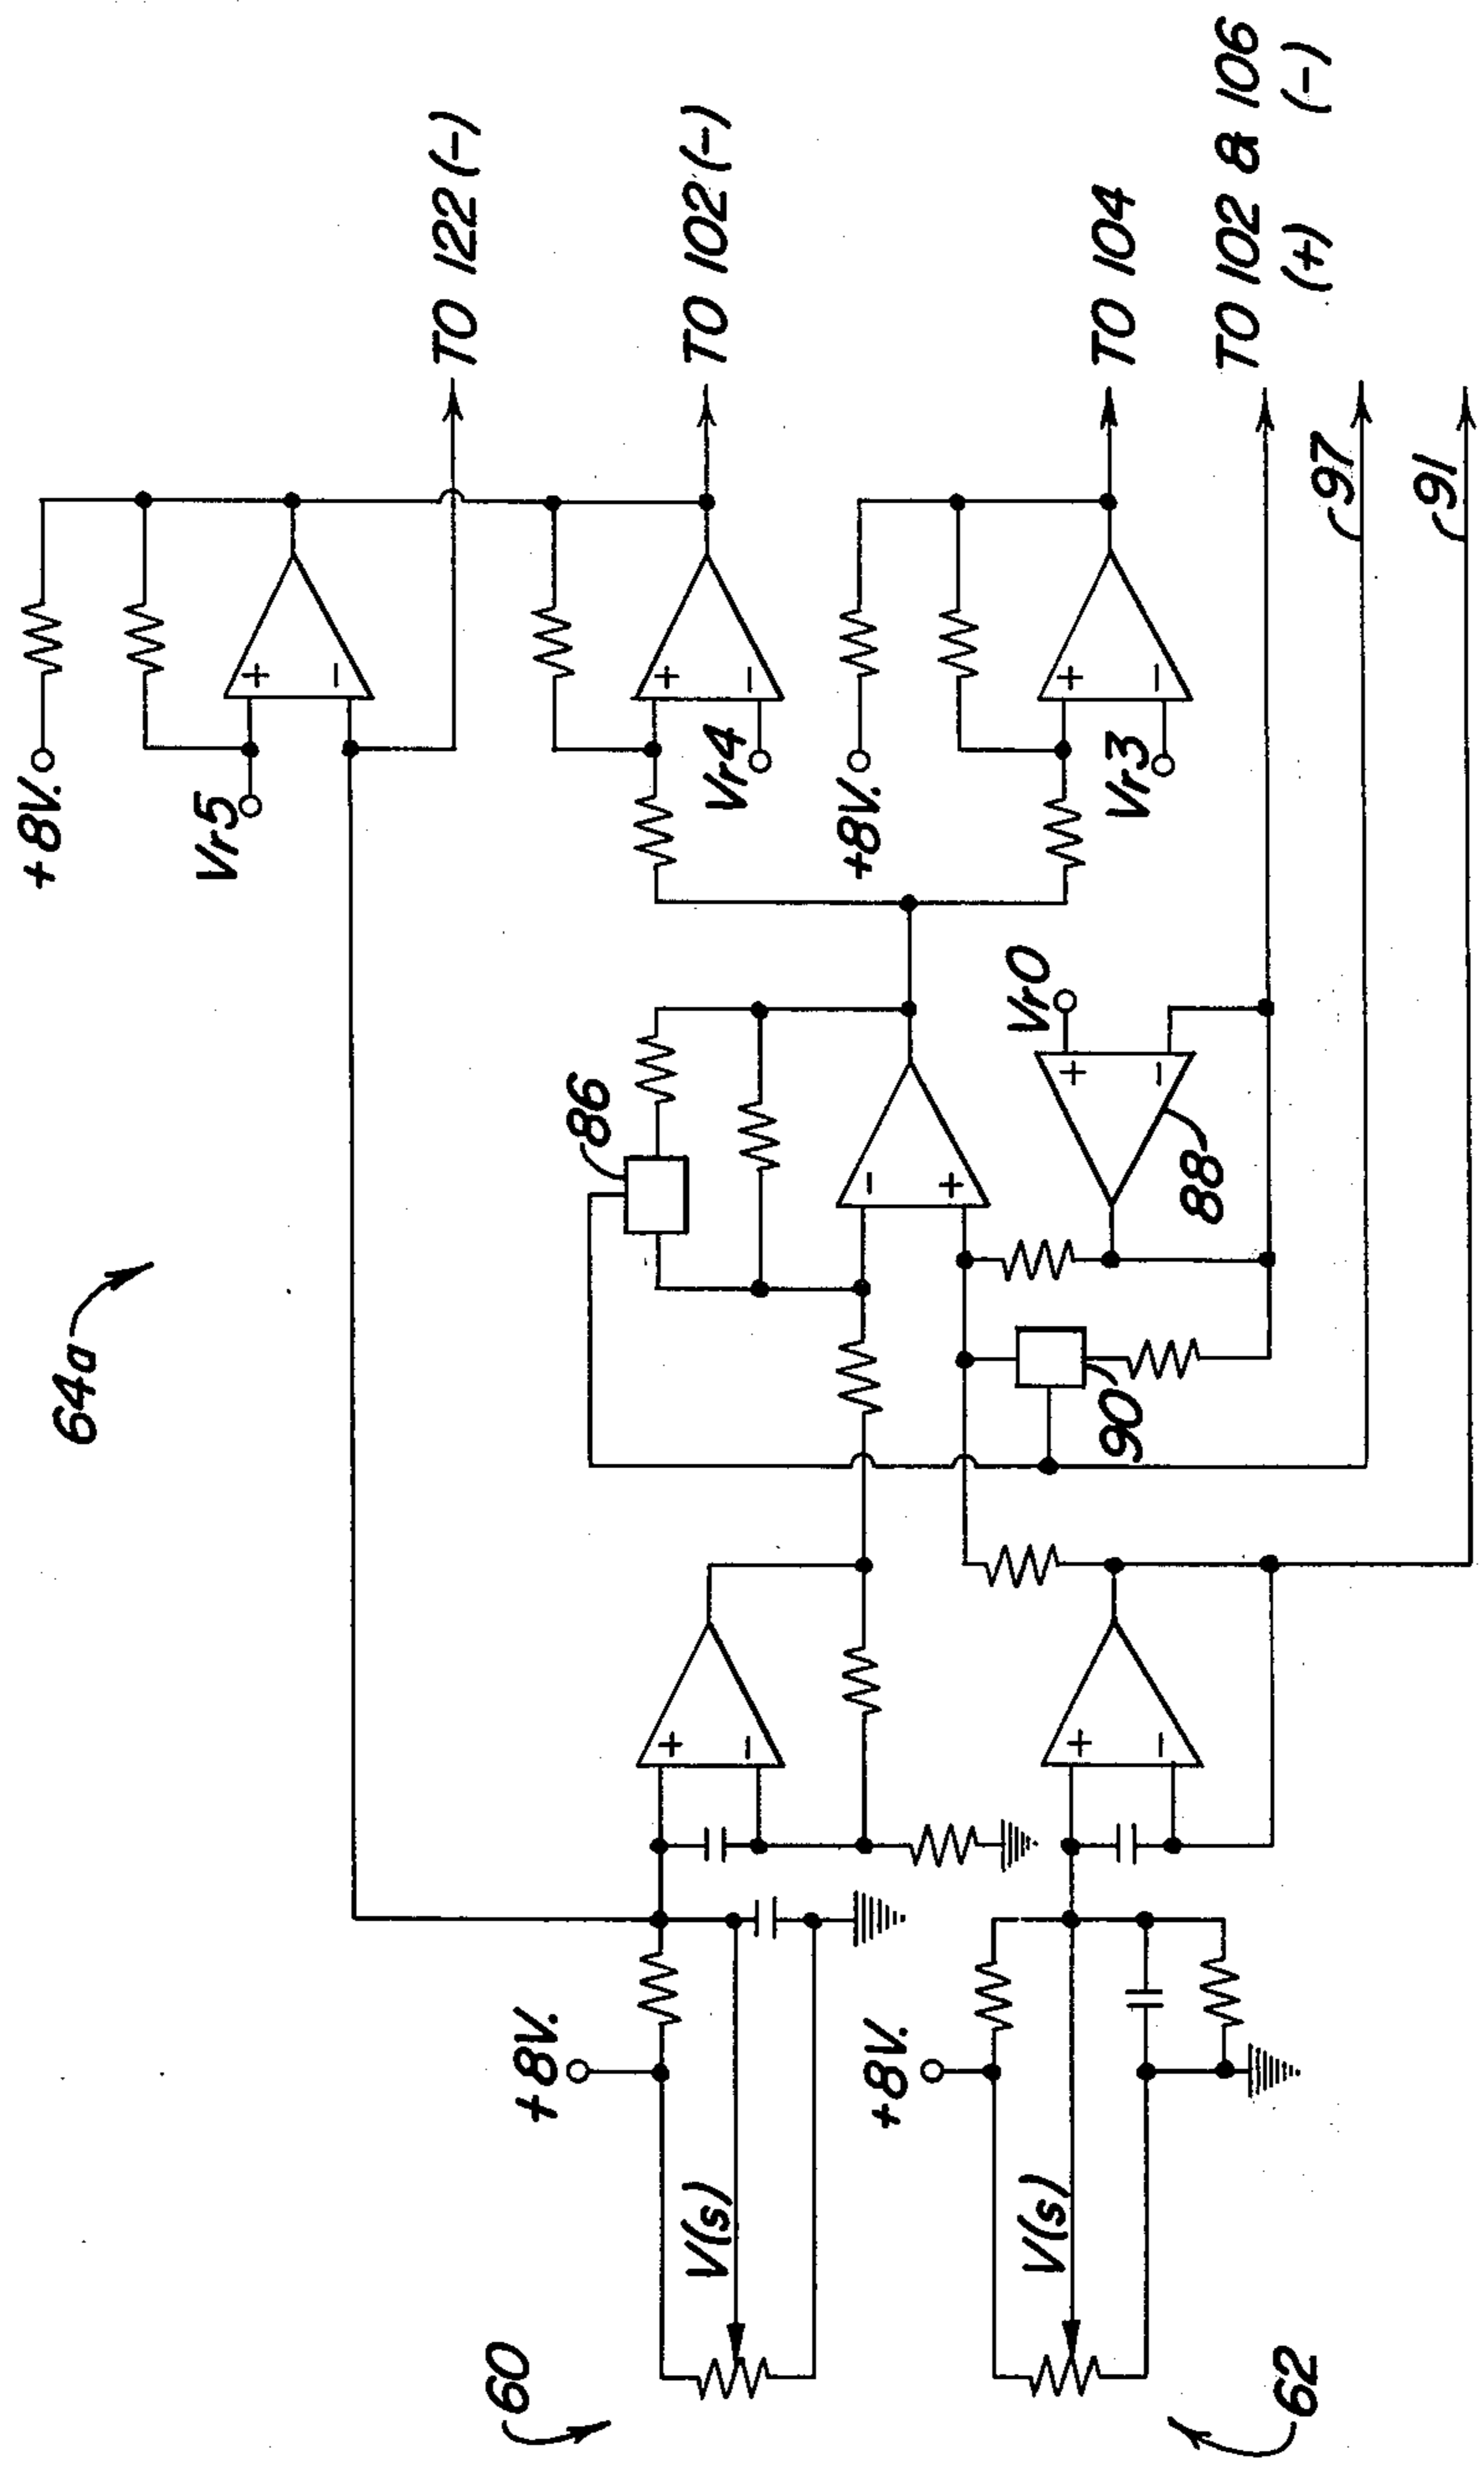 64a
+8V.
Vr5
TO 122 (-)
Vr4
TO 102 (-)
+8V.
Vr3
TO 104
TO 102 & 106
(+) (-)
97
91
86
Vr0
88
90
60
+8V.
V(s)
+8V.
V(s)
62
+
-
+
-
+
-
-
+
+
-
+
-
+
-